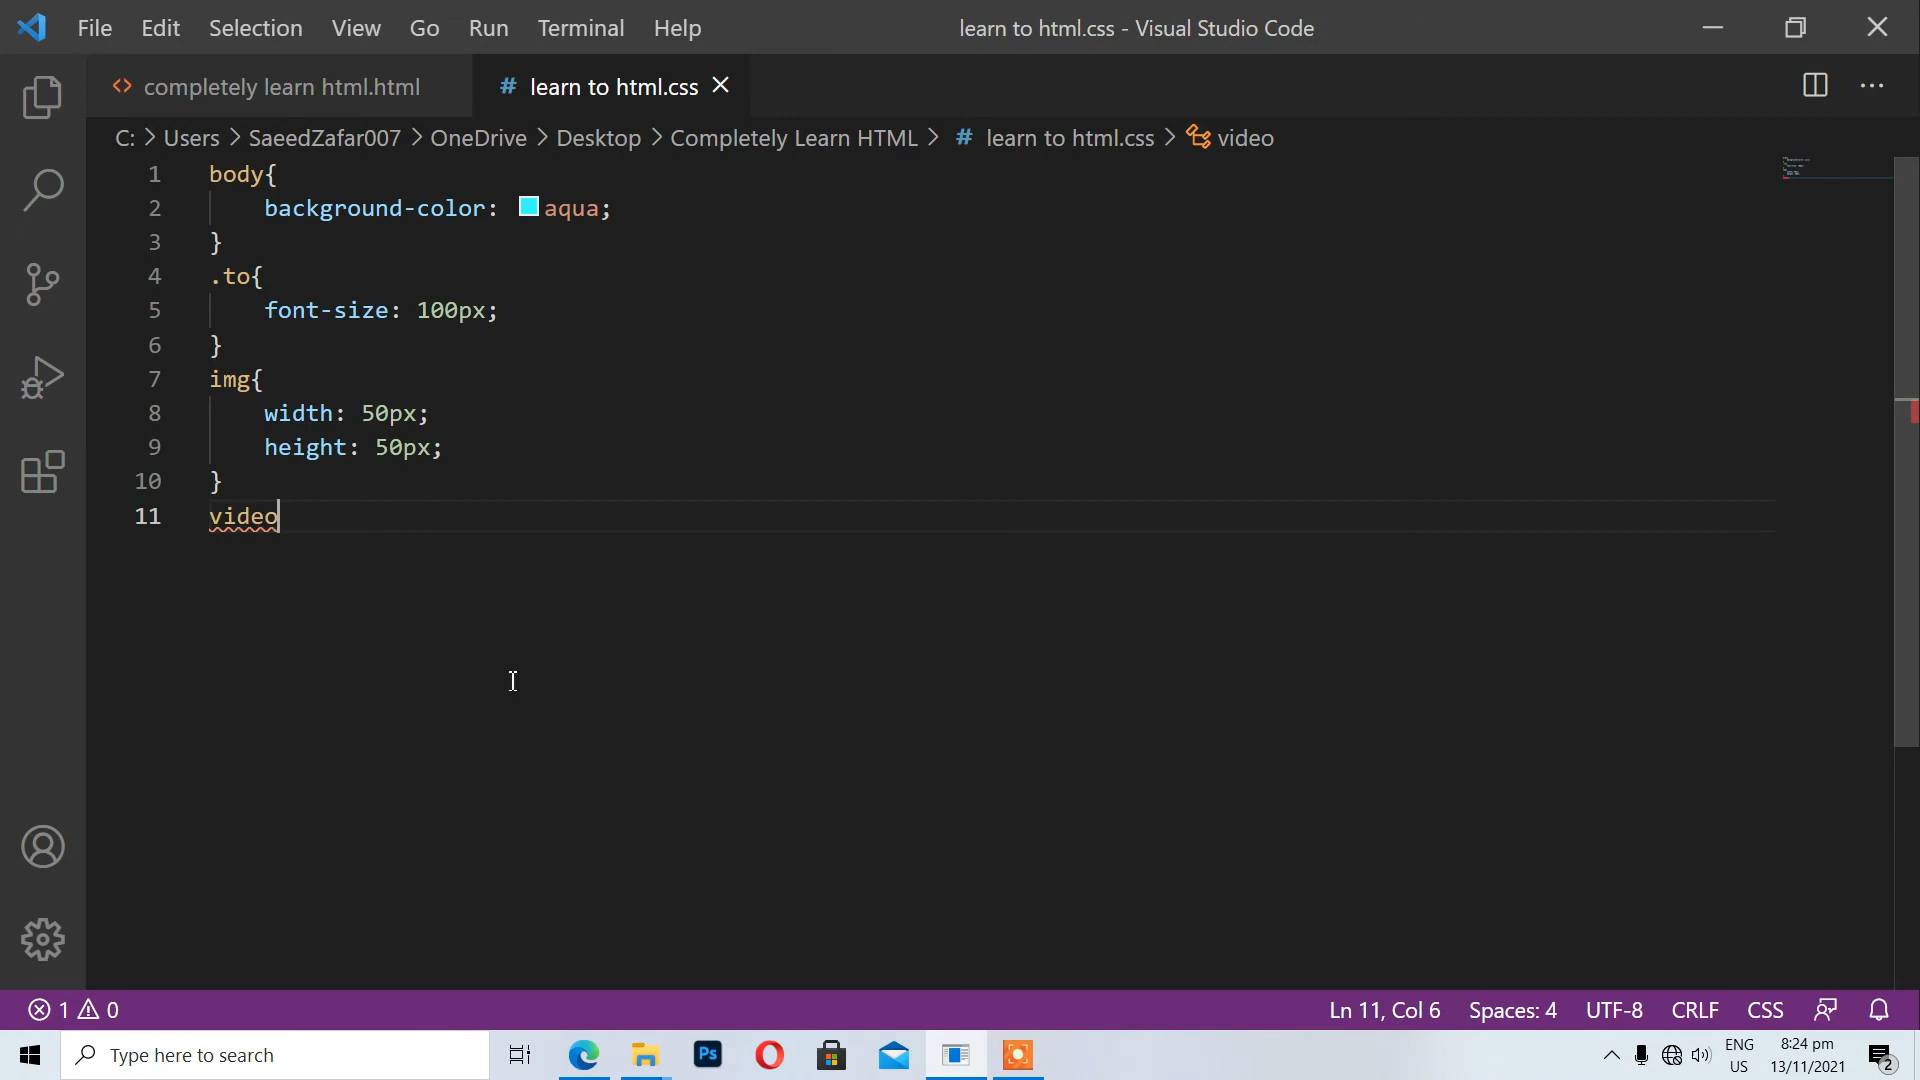 File Edit Selection View Go Run Terminal Help learn to html.css - Visual Studio Code
completely learn html.html # learn to html.css
C: > Users > SaeedZafar007 > OneDrive > Desktop > Completely Learn HTML > # learn to html.css > video
1 body{
2 background-color: aqua;
3 }
4 .to{
5 font-size: 100px;
6 }
7 img{
8 width: 50px;
9 height: 50px;
10 }
11 video
1 0 Ln 11, Col 6 Spaces: 4 UTF-8 CRLF CSS
Type here to search Ps ENG 8:24 pm
US 13/11/2021 2